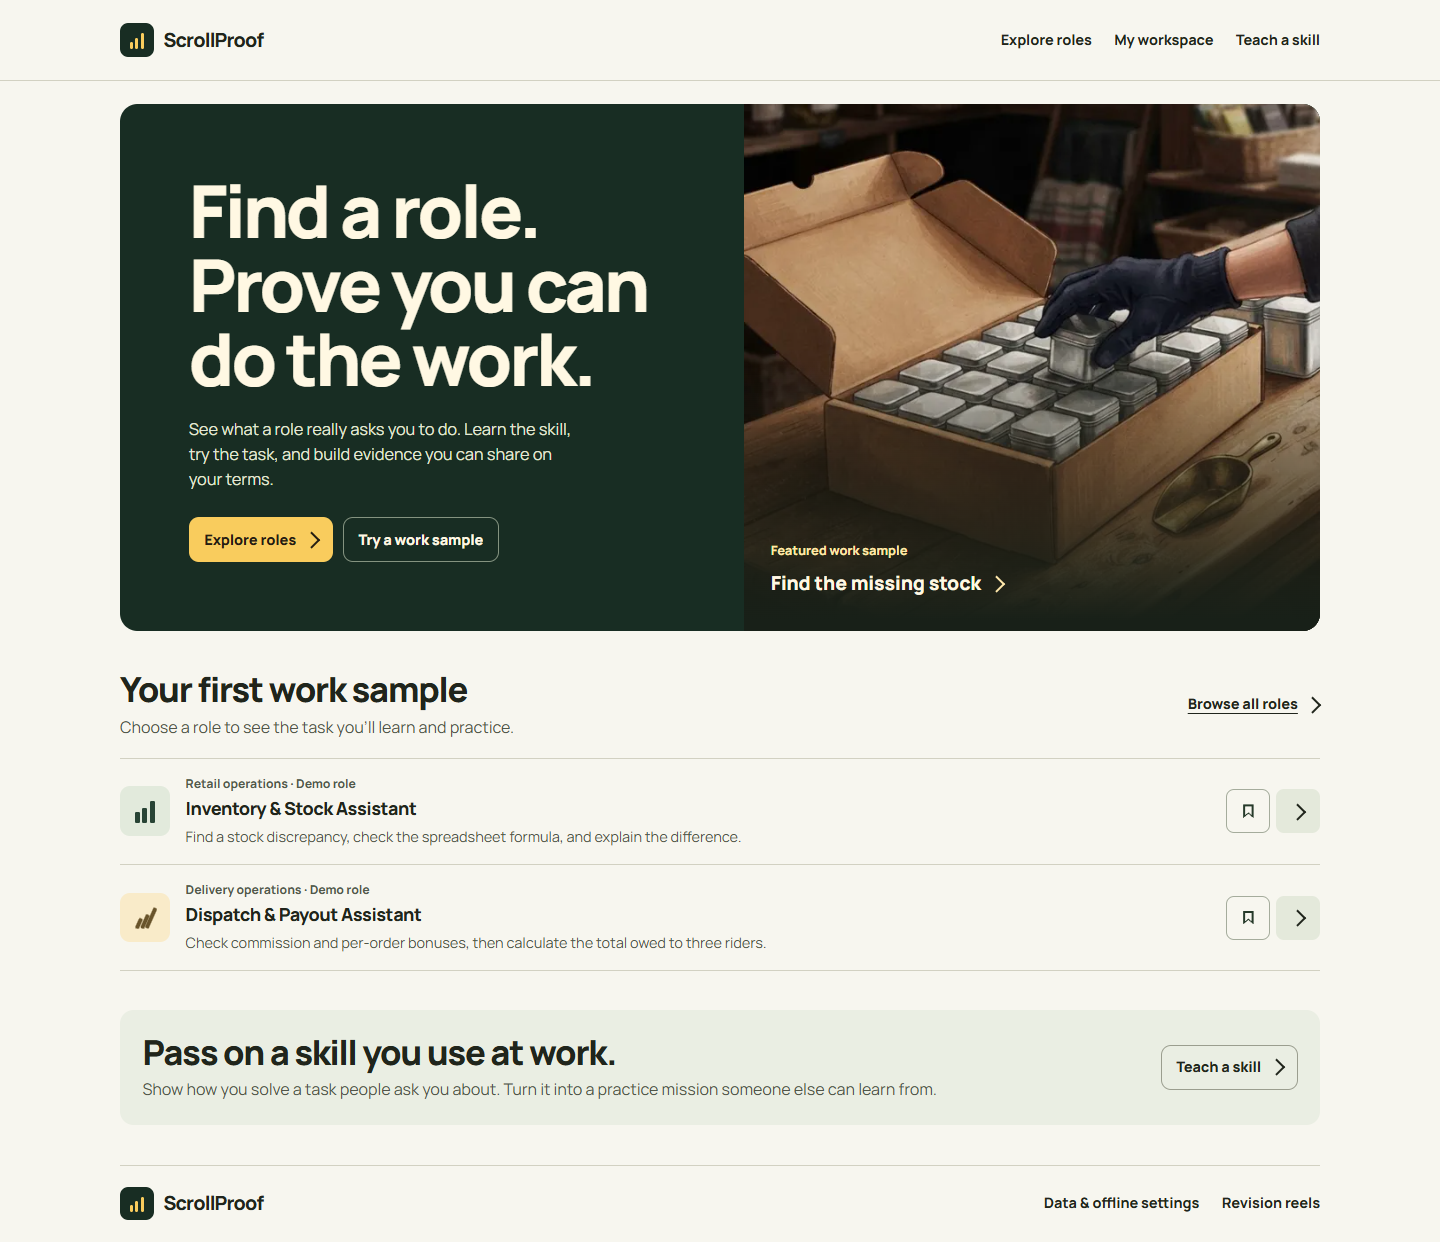 ScrollProof
Explore roles
My workspace
Teach a skill
Find a role.
Prove you can
do the work.
See what a role really asks you to do. Learn the skill,
try the task, and build evidence you can share on
your terms.
Explore roles
Try a work sample
Featured work sample
Find the missing stock
Your first work sample
Choose a role to see the task you'll learn and practice.
Browse all roles
Retail operations · Demo role
Inventory & Stock Assistant
Find a stock discrepancy, check the spreadsheet formula, and explain the difference.
Delivery operations · Demo role
Dispatch & Payout Assistant
Check commission and per-order bonuses, then calculate the total owed to three riders.
Pass on a skill you use at work.
Show how you solve a task people ask you about. Turn it into a practice mission someone else can learn from.
Teach a skill
ScrollProof
Data & offline settings
Revision reels